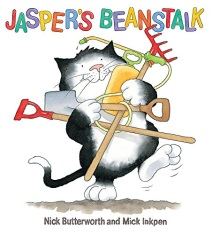 JASPER'S BEANSTALK
Nick Butterworth and Mick Inkpen